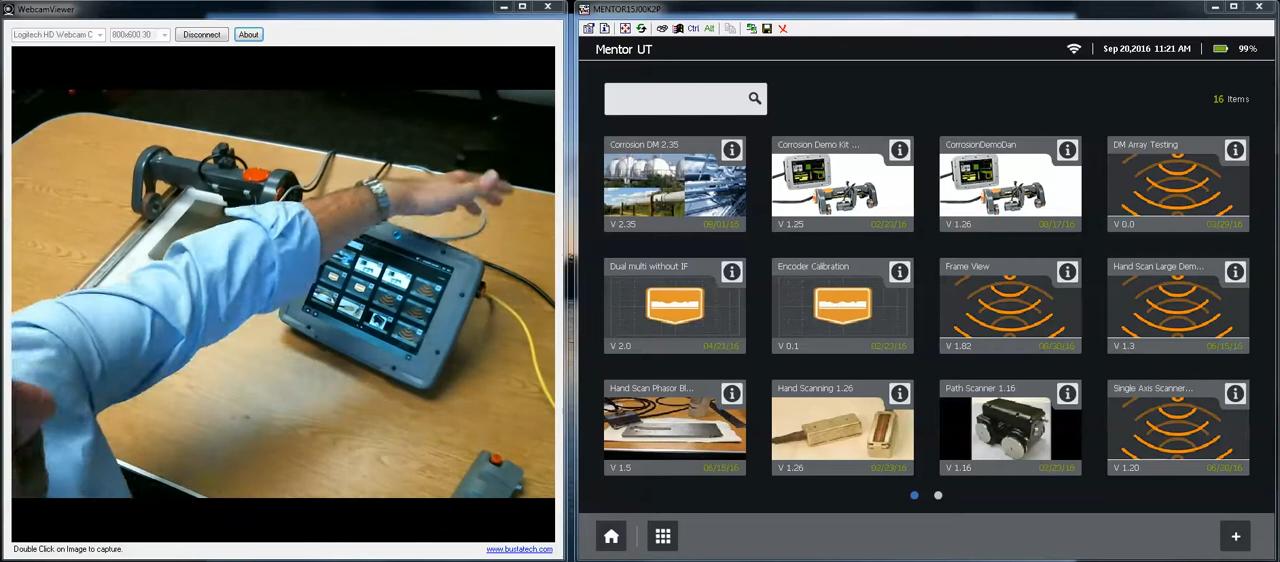 WebcamViewer
Logitech HD Webcam C
800x600 30
Disconnect
About
Double Click on Image to capture.
www.bustatech.com
MENTOR15J00K2P
Ctrl Alt
Mentor UT
Sep 20,2016 11:21 AM
99%
16 Items
Corrosion DM 2.35
V 2.35
09/01/16
Corrosion Demo Kit ...
V 1.25
02/23/16
CorrosionDemoDan
V 1.26
08/17/16
DM Array Testing
V 0.0
03/29/16
Dual multi without IF
V 2.0
04/21/16
Encoder Calibration
V 0.1
02/23/16
Frame View
V 1.82
08/30/16
Hand Scan Large Dem...
V 1.3
06/15/16
Hand Scan Phasor Bl...
V 1.5
06/15/16
Hand Scanning 1.26
V 1.26
02/23/16
Path Scanner 1.16
V 1.16
02/23/16
Single Axis Scanner...
V 1.20
06/20/16